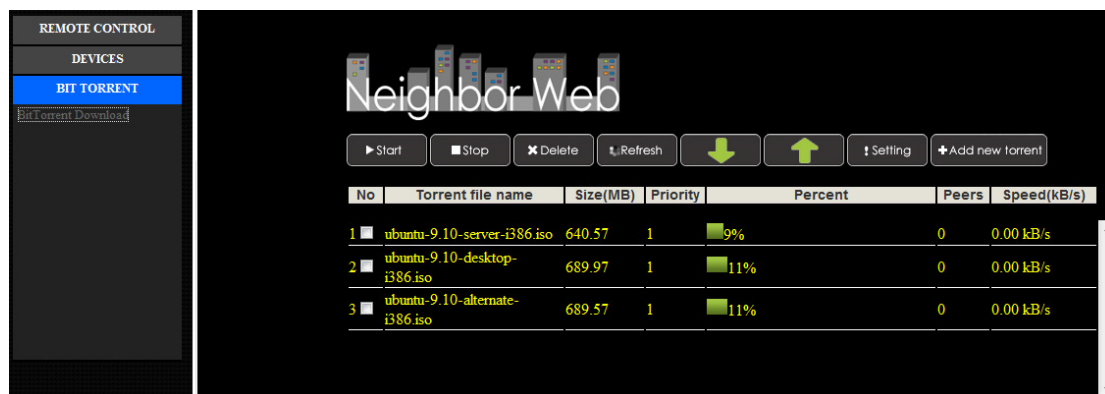 REMOTE CONTROL
DEVICES
BIT TORRENT
BitTorrent Download
Neighbor Web
Start Stop Delete Refresh Setting Add new torrent
No Torrent file name Size(MB) Priority Percent Peers Speed(kB/s)
1 ubuntu-9.10-server-i386.iso 640.57 1 9% 0 0.00 kB/s
2 ubuntu-9.10-desktop-
i386.iso 689.97 1 11% 0 0.00 kB/s
3 ubuntu-9.10-alternate-
i386.iso 689.57 1 11% 0 0.00 kB/s